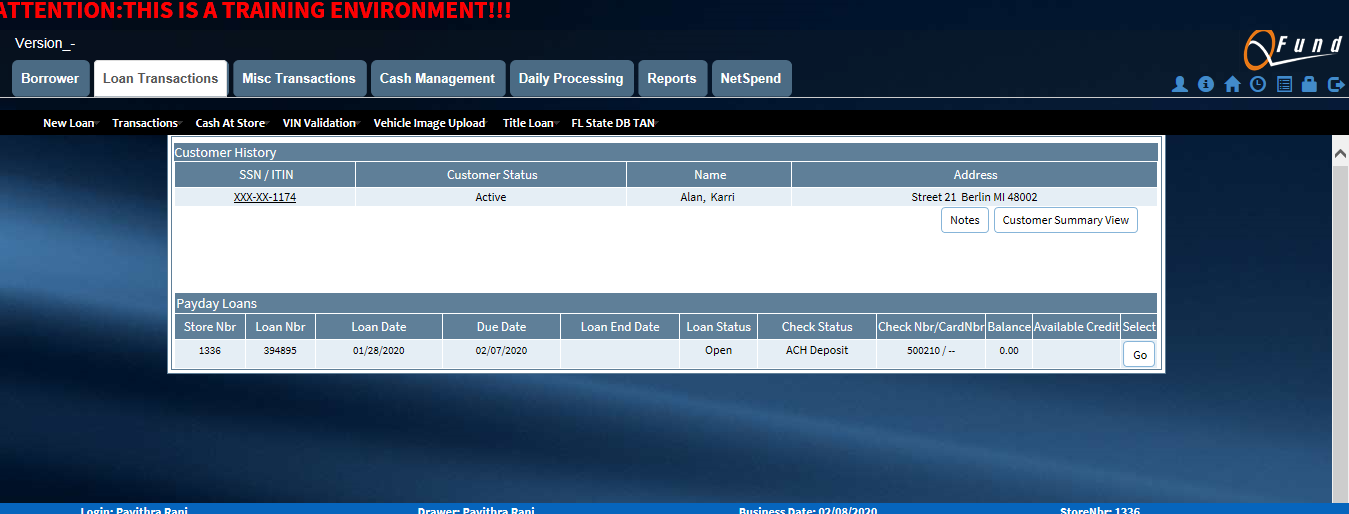 ATTENTION:THIS IS A TRAINING ENVIRONMENT!!!
Version_-
QFund
Borrower Loan Transactions Misc Transactions Cash Management Daily Processing Reports NetSpend
New Loan Transactions Cash At Store VIN Validation Vehicle Image Upload Title Loan FL State DB TAN
Customer History
SSN / ITIN Customer Status Name Address
XXX-XX-1174 Active Alan, Karri Street 21 Berlin MI 48002
Notes Customer Summary View
Payday Loans
Store Nbr Loan Nbr Loan Date Due Date Loan End Date Loan Status Check Status Check Nbr/CardNbr Balance Available Credit Select
1336 394895 01/28/2020 02/07/2020 Open ACH Deposit 500210 / -- 0.00 Go
Login: Pavithra Rani Drawer: Pavithra Rani Business Date: 02/08/2020 StoreNbr: 1336